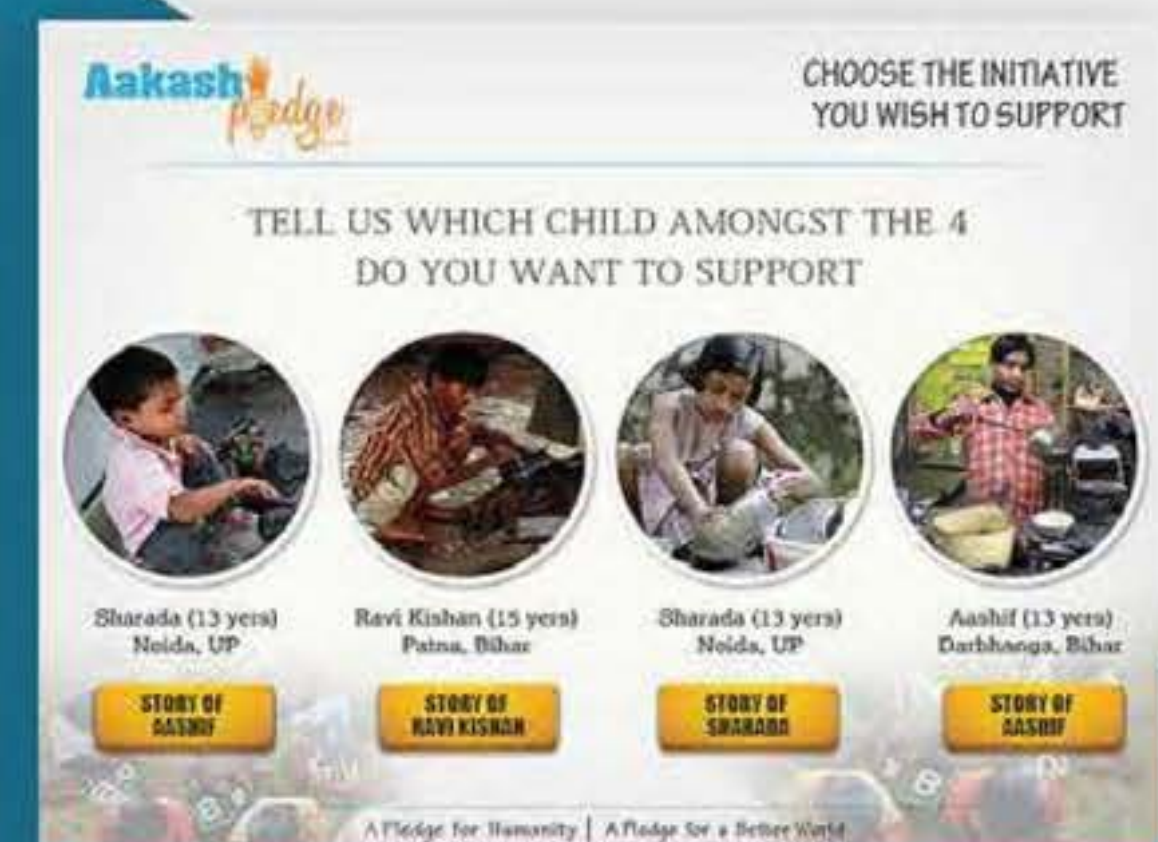 Aakash
pledge
CHOOSE THE INITIATIVE
YOU WISH TO SUPPORT
TELL US WHICH CHILD AMONGST THE 4
DO YOU WANT TO SUPPORT
Sharada (13 yers)
Noida, UP
STORY OF
AASHIF
Ravi Kishan (15 yers)
Patna, Bihar
STORY OF
RAVI KISHAN
Sharada (13 yers)
Noida, UP
STORY OF
SHARADA
Aashif (13 yers)
Darbhanga, Bihar
STORY OF
AASHIF
A Pledge for Humanity | A Pledge for a Better World